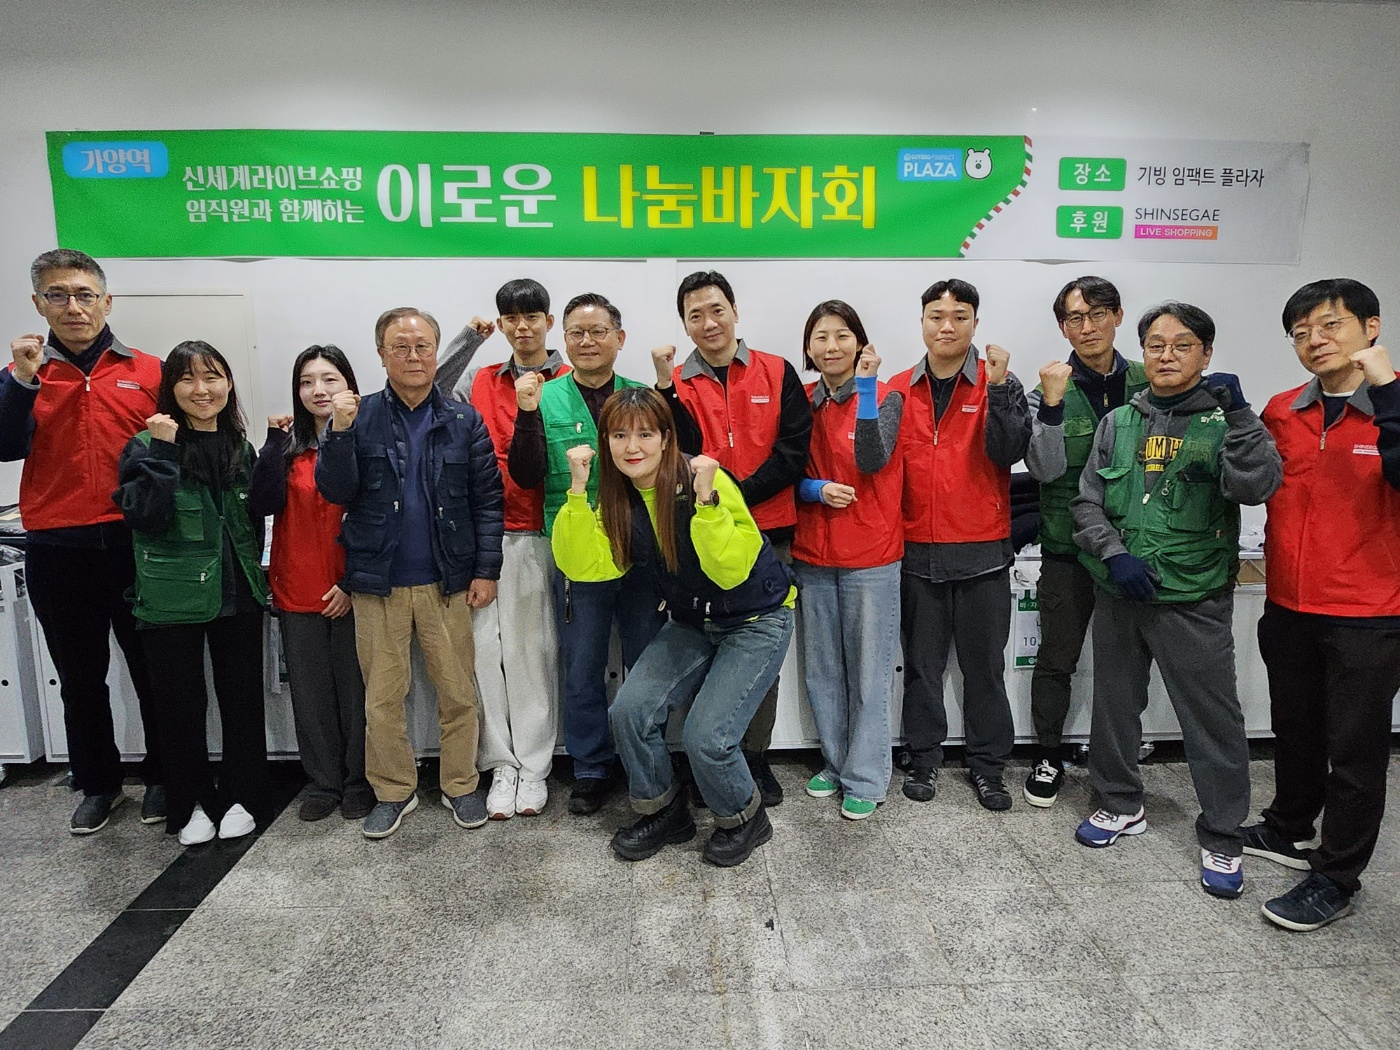 가양역
신세계라이브쇼핑
임직원과 함께하는
이로운 나눔바자회
PLAZA
장소
기빙 임팩트 플라자
후원
SHINSEGAE
LIVE SHOPPING